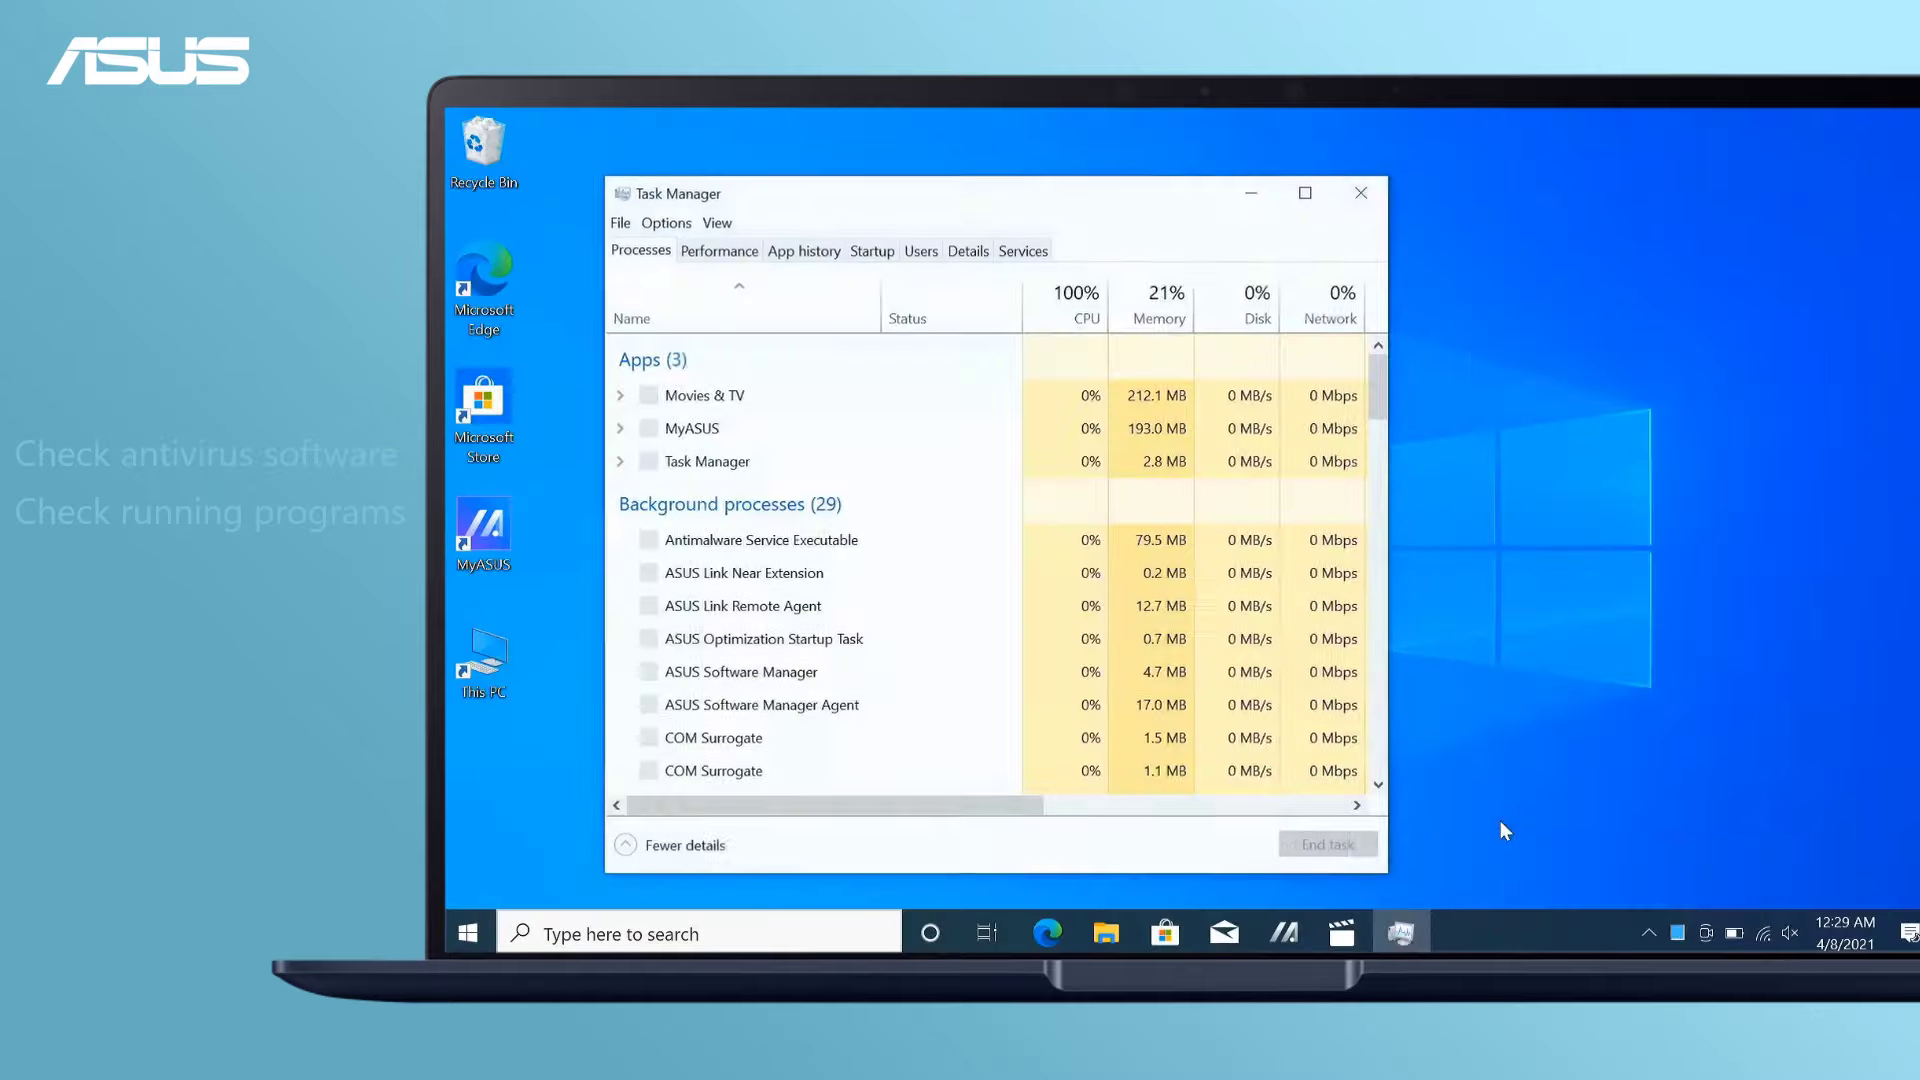 ASUS
Check antivirus software
Check running programs
Recycle Bin
Microsoft
Edge
Microsoft
Store
MyASUS
This PC
Task Manager
File Options View
Processes Performance App history Startup Users Details Services
100% 21% 0% 0%
Name Status CPU Memory Disk Network
Apps (3)
Movies & TV 0% 212.1 MB 0 MB/s 0 Mbps
MyASUS 0% 193.0 MB 0 MB/s 0 Mbps
Task Manager 0% 2.8 MB 0 MB/s 0 Mbps
Background processes (29)
Antimalware Service Executable 0% 79.5 MB 0 MB/s 0 Mbps
ASUS Link Near Extension 0% 0.2 MB 0 MB/s 0 Mbps
ASUS Link Remote Agent 0% 12.7 MB 0 MB/s 0 Mbps
ASUS Optimization Startup Task 0% 0.7 MB 0 MB/s 0 Mbps
ASUS Software Manager 0% 4.7 MB 0 MB/s 0 Mbps
ASUS Software Manager Agent 0% 17.0 MB 0 MB/s 0 Mbps
COM Surrogate 0% 1.5 MB 0 MB/s 0 Mbps
COM Surrogate 0% 1.1 MB 0 MB/s 0 Mbps
Fewer details End task
Type here to search
12:29 AM
4/8/2021